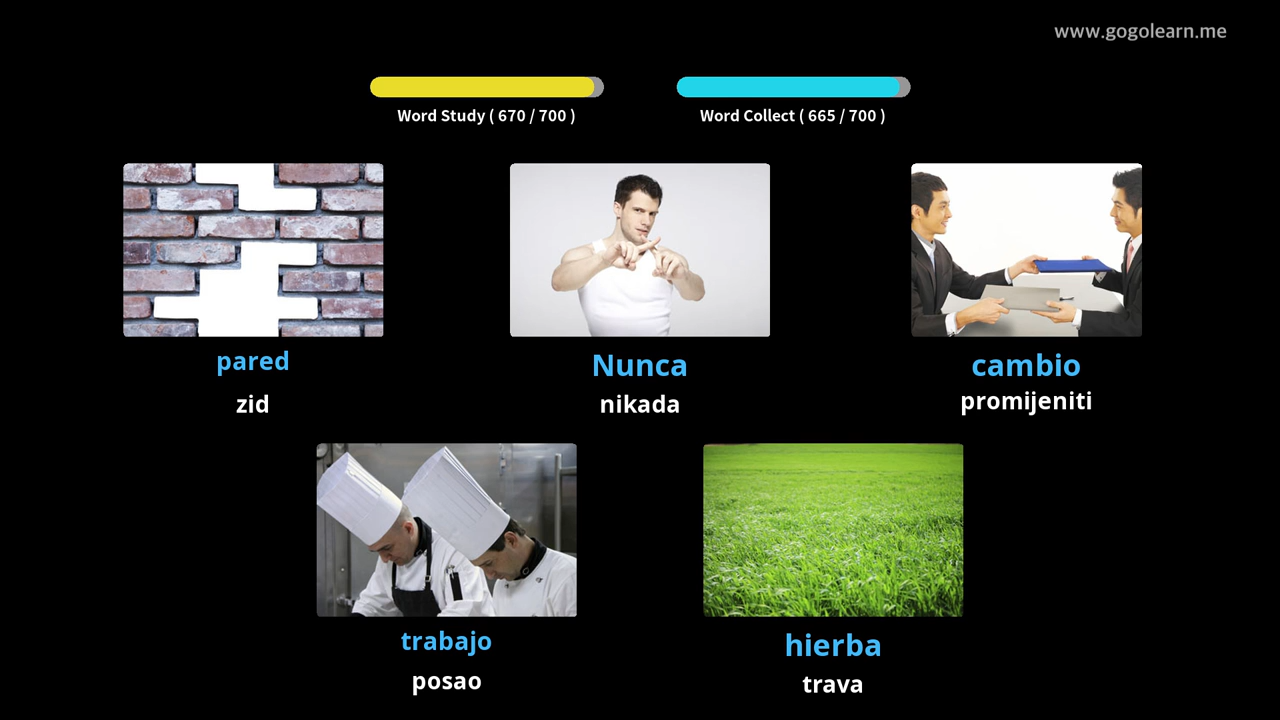 www.gogolearn.me
Word Study ( 670 / 700 )
Word Collect ( 665 / 700 )
pared
zid
Nunca
nikada
cambio
promijeniti
trabajo
posao
hierba
trava